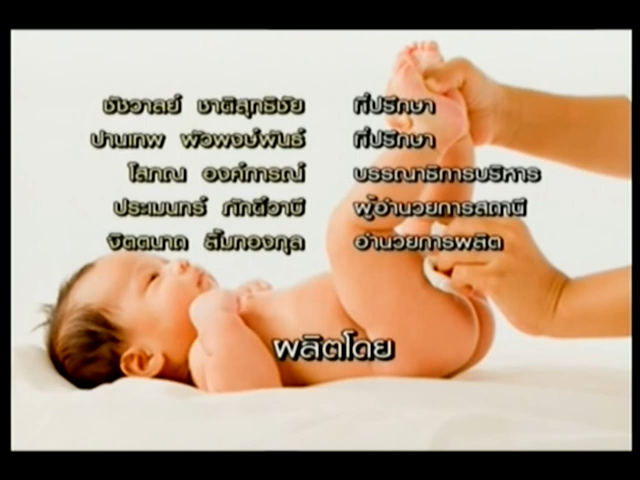 ชัชวาลย์ ชาติสุทธิชัย ที่ปรึกษา
ปานเทพ พัวพงษ์พันธ์ ที่ปรึกษา
โสภณ องค์การณ์ บรรณาธิการบริหาร
ประเมนทร์ ภักดิ์วาปี ผู้อำนวยการสถานี
จิตตนาถ ลิ้มทองกุล อำนวยการผลิต
ผลิตโดย